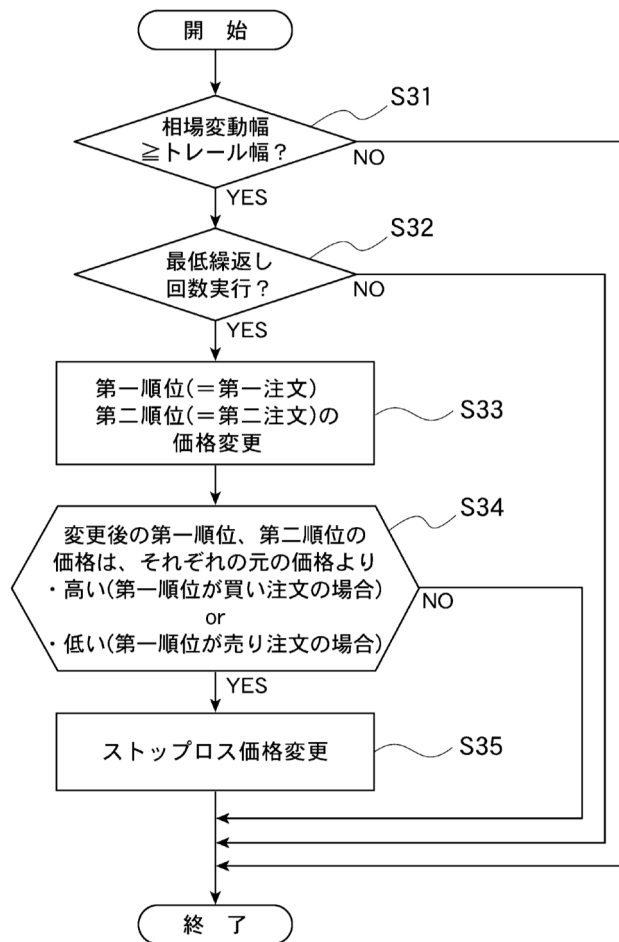 開　始
S31
相場変動幅
≧トレール幅？
NO
YES
S32
最低繰返し
回数実行？
NO
YES
第一順位(＝第一注文)
第二順位(＝第二注文)の
価格変更
S33
S34
変更後の第一順位、第二順位の
価格は、それぞれの元の価格より
・高い(第一順位が買い注文の場合)
or
・低い(第一順位が売り注文の場合)
NO
YES
ストップロス価格変更
S35
終　了